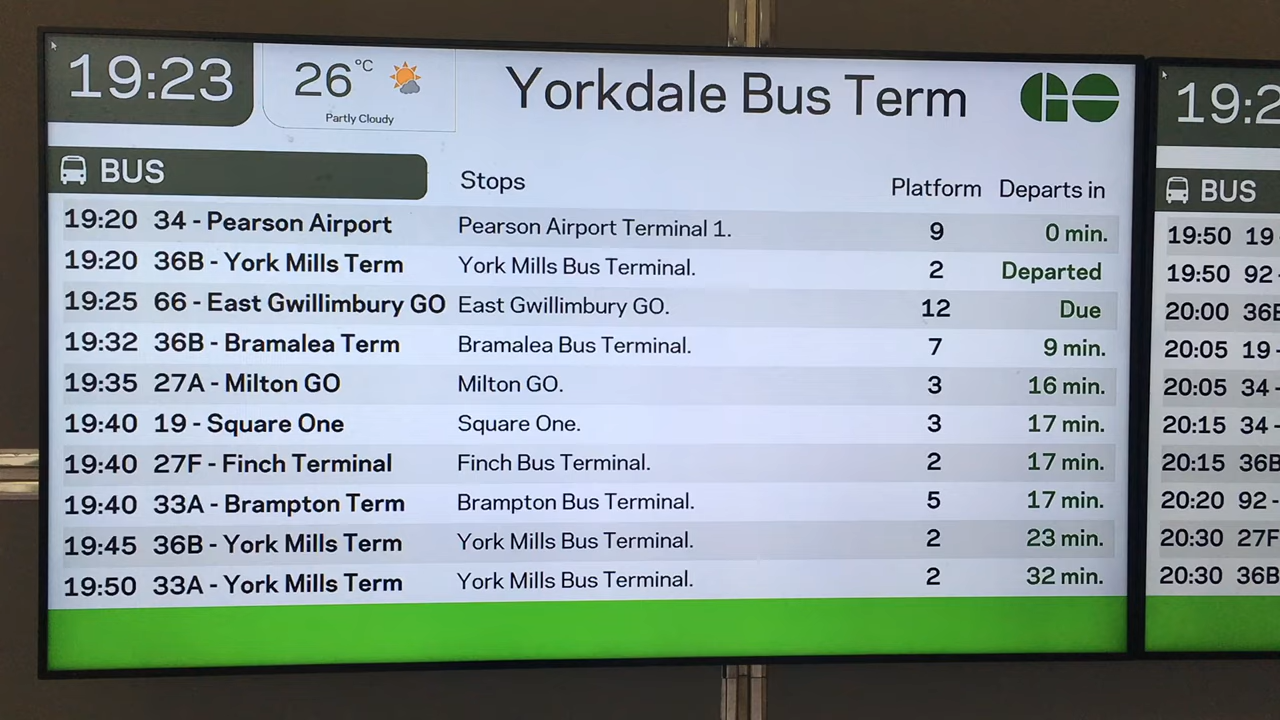 19:23
26 °C
Partly Cloudy
Yorkdale Bus Term
GO
BUS Stops Platform Departs in
19:20 34 - Pearson Airport Pearson Airport Terminal 1. 9 0 min.
19:20 36B - York Mills Term York Mills Bus Terminal. 2 Departed
19:25 66 - East Gwillimbury GO East Gwillimbury GO. 12 Due
19:32 36B - Bramalea Term Bramalea Bus Terminal. 7 9 min.
19:35 27A - Milton GO Milton GO. 3 16 min.
19:40 19 - Square One Square One. 3 17 min.
19:40 27F - Finch Terminal Finch Bus Terminal. 2 17 min.
19:40 33A - Brampton Term Brampton Bus Terminal. 5 17 min.
19:45 36B - York Mills Term York Mills Bus Terminal. 2 23 min.
19:50 33A - York Mills Term York Mills Bus Terminal. 2 32 min.
19:2
BUS
19:50 19
19:50 92 -
20:00 36B
20:05 19 -
20:05 34 -
20:15 34 -
20:15 36B
20:20 92 -
20:30 27F
20:30 36B